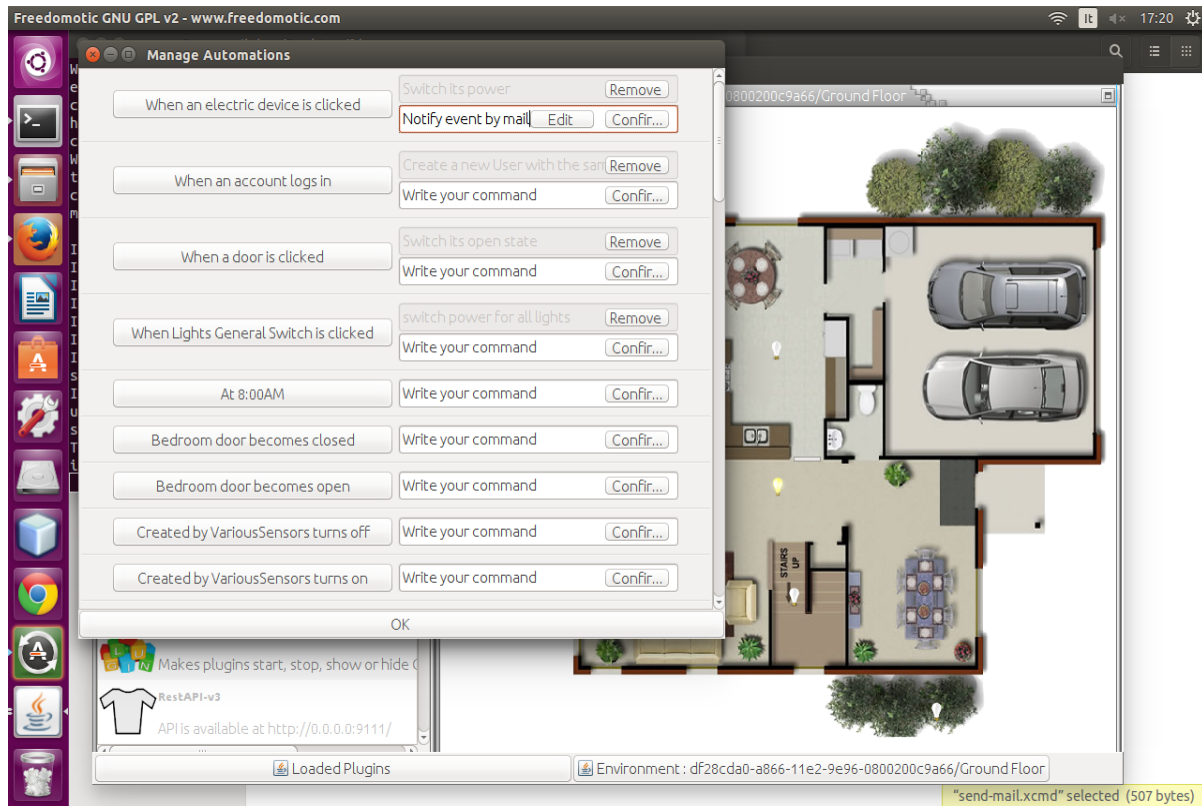 Freedomotic GNU GPL v2 - www.freedomotic.com
It
17:20
Manage Automations
When an electric device is clicked
Switch its power
Remove
Notify event by mail
Edit
Confir...
When an account logs in
Create a new User with the sam
Remove
Write your command
Confir...
When a door is clicked
Switch its open state
Remove
Write your command
Confir...
When Lights General Switch is clicked
switch power for all lights
Remove
Write your command
Confir...
At 8:00AM
Write your command
Confir...
Bedroom door becomes closed
Write your command
Confir...
Bedroom door becomes open
Write your command
Confir...
Created by VariousSensors turns off
Write your command
Confir...
Created by VariousSensors turns on
Write your command
Confir...
OK
0800200c9a66/Ground Floor
STAIRS UP
PLUGIN
Makes plugins start, stop, show or hide
RestAPI-v3
API is available at http://0.0.0.0:9111/
Loaded Plugins
Environment : df28cda0-a866-11e2-9e96-0800200c9a66/Ground Floor
"send-mail.xcmd" selected (507 bytes)